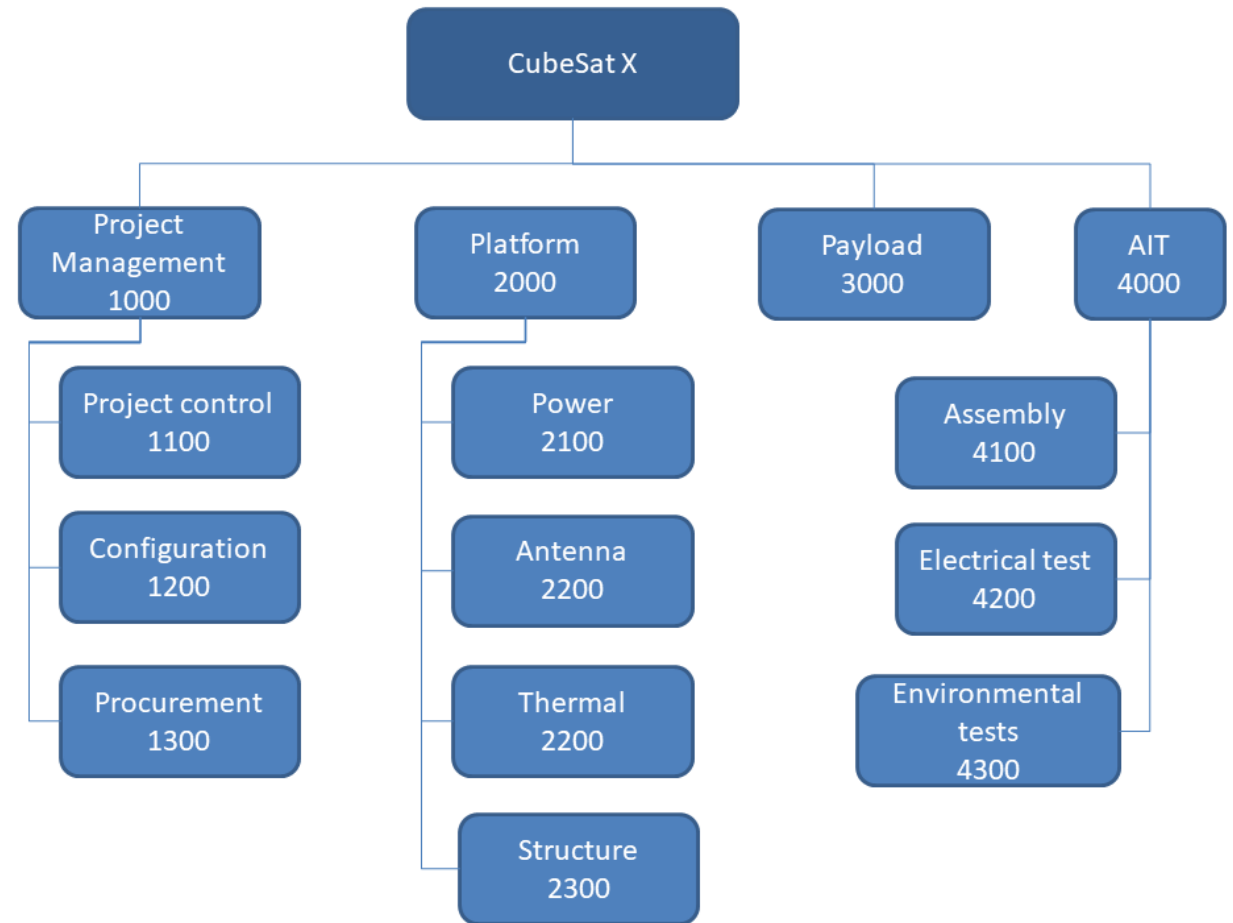 CubeSat X
Project
Management
1000
Platform
2000
Payload
3000
AIT
4000
Project control
1100
Configuration
1200
Procurement
1300
Power
2100
Antenna
2200
Thermal
2200
Structure
2300
Assembly
4100
Electrical test
4200
Environmental
tests
4300